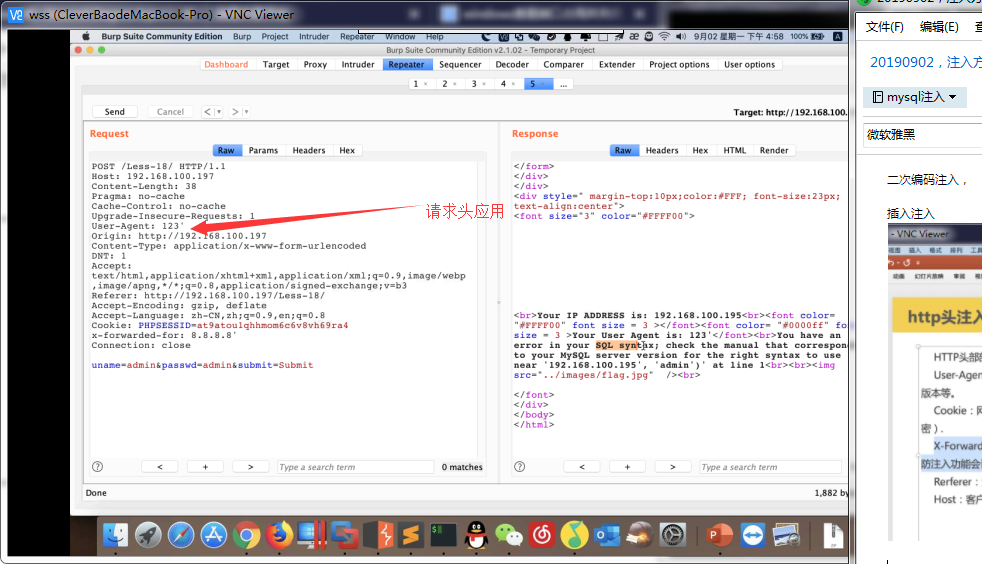 wss (CleverBaodeMacBook-Pro) - VNC Viewer
Burp Suite Community Edition Burp Project Intruder Repeater Window Help
9月02 星期一 下午 4:58 100%
Burp Suite Community Edition v2.1.02 - Temporary Project
Dashboard Target Proxy Intruder Repeater Sequencer Decoder Comparer Extender Project options User options
1 × 2 × 3 × 4 × 5 × ...
Send Cancel < > Target: http://192.168.100.
Request
Raw Params Headers Hex
POST /Less-18/ HTTP/1.1
Host: 192.168.100.197
Content-Length: 38
Pragma: no-cache
Cache-Control: no-cache
Upgrade-Insecure-Requests: 1
User-Agent: 123'
Origin: http://192.168.100.197
Content-Type: application/x-www-form-urlencoded
DNT: 1
Accept:
text/html,application/xhtml+xml,application/xml;q=0.9,image/webp
,image/apng,*/*;q=0.8,application/signed-exchange;v=b3
Referer: http://192.168.100.197/Less-18/
Accept-Encoding: gzip, deflate
Accept-Language: zh-CN,zh;q=0.9,en;q=0.8
Cookie: PHPSESSID=at9atou1qhhmom6c6v8vh69ra4
x-forwarded-for: 8.8.8.8'
Connection: close
uname=admin&passwd=admin&submit=Submit
请求头应用
? < + > Type a search term 0 matches
Done
Response
Raw Headers Hex HTML Render
</form>
</div>
</div>
<div style=" margin-top:10px;color:#FFF; font-size:23px;
text-align:center">
<font size="3" color="#FFFF00">
<br>Your IP ADDRESS is: 192.168.100.195<br><font color=
"#FFFF00" font size = 3 ></font><font color= "#0000ff" font
size = 3 >Your User Agent is: 123'</font><br>You have an
error in your SQL syntax; check the manual that correspon
to your MySQL server version for the right syntax to use
near '192.168.100.195', 'admin')' at line 1<br><br><img
src="../images/flag.jpg" /><br>
</font>
</div>
</body>
</html>
? < + > Type a search term
1,882 by
文件(F) 编辑(E)
20190902，注入方
mysql注入
微软雅黑
二次编码注入，
插入注入
- VNC Viewer
http头注入
HTTP头部
User-Agen
版本等。
Cookie：网
密）.
X-Forward
防注入功能会
Rerferer：
Host：客户